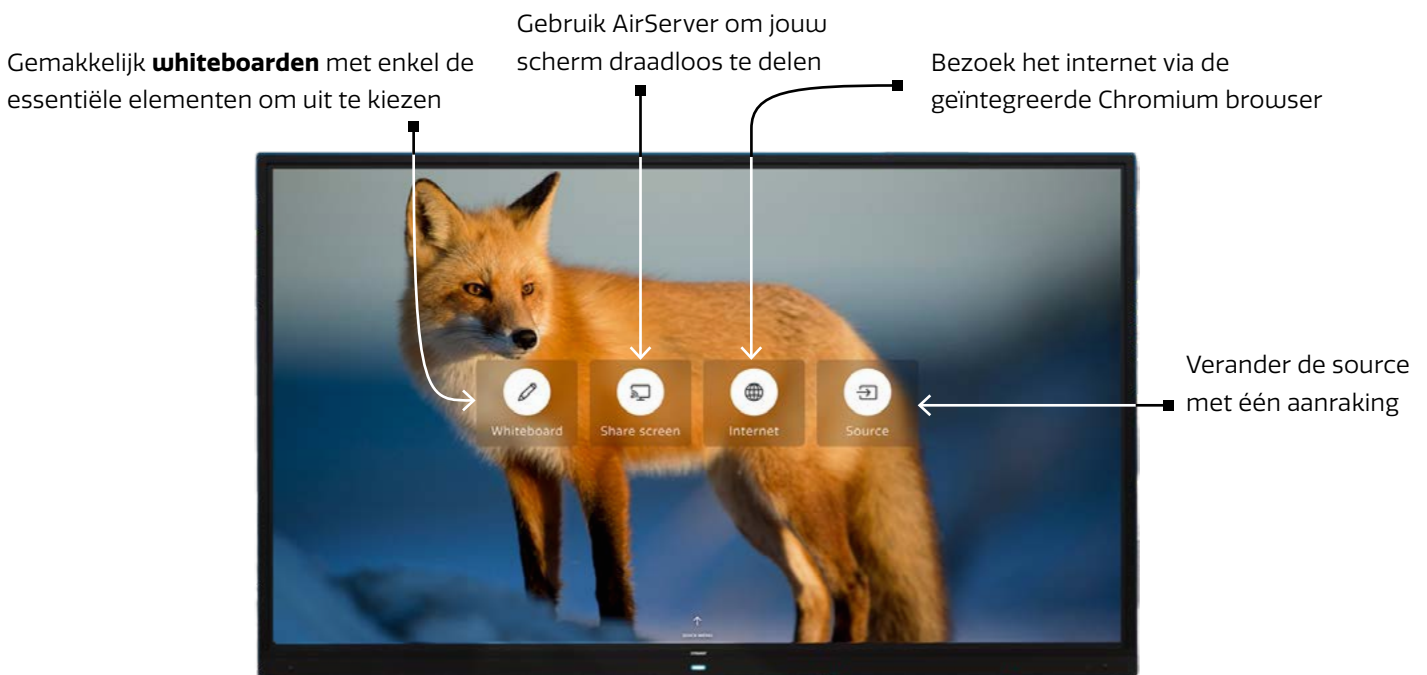 Gebruik AirServer om jouw
scherm draadloos te delen
Gemakkelijk whiteboarden met enkel de
essentiële elementen om uit te kiezen
Bezoek het internet via de
geïntegreerde Chromium browser
Verander de source
met één aanraking
Whiteboard
Share screen
Internet
Source
QUICK MENU